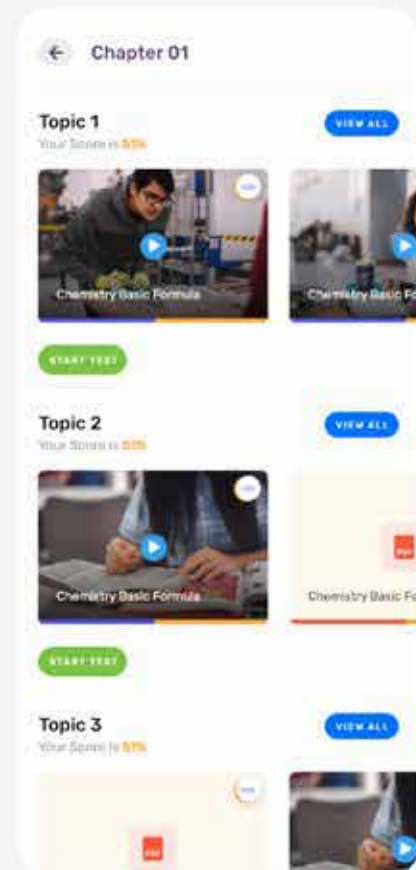 Chapter 01
Topic 1
VIEW ALL
Your Score is 51%
Chemistry Basic Formula
Chemistry Basic Fo
START TEST
Topic 2
VIEW ALL
Your Score is 51%
Chemistry Basic Formula
PDF
Chemistry Basic Fo
START TEST
Topic 3
VIEW ALL
Your Score is 51%
PDF